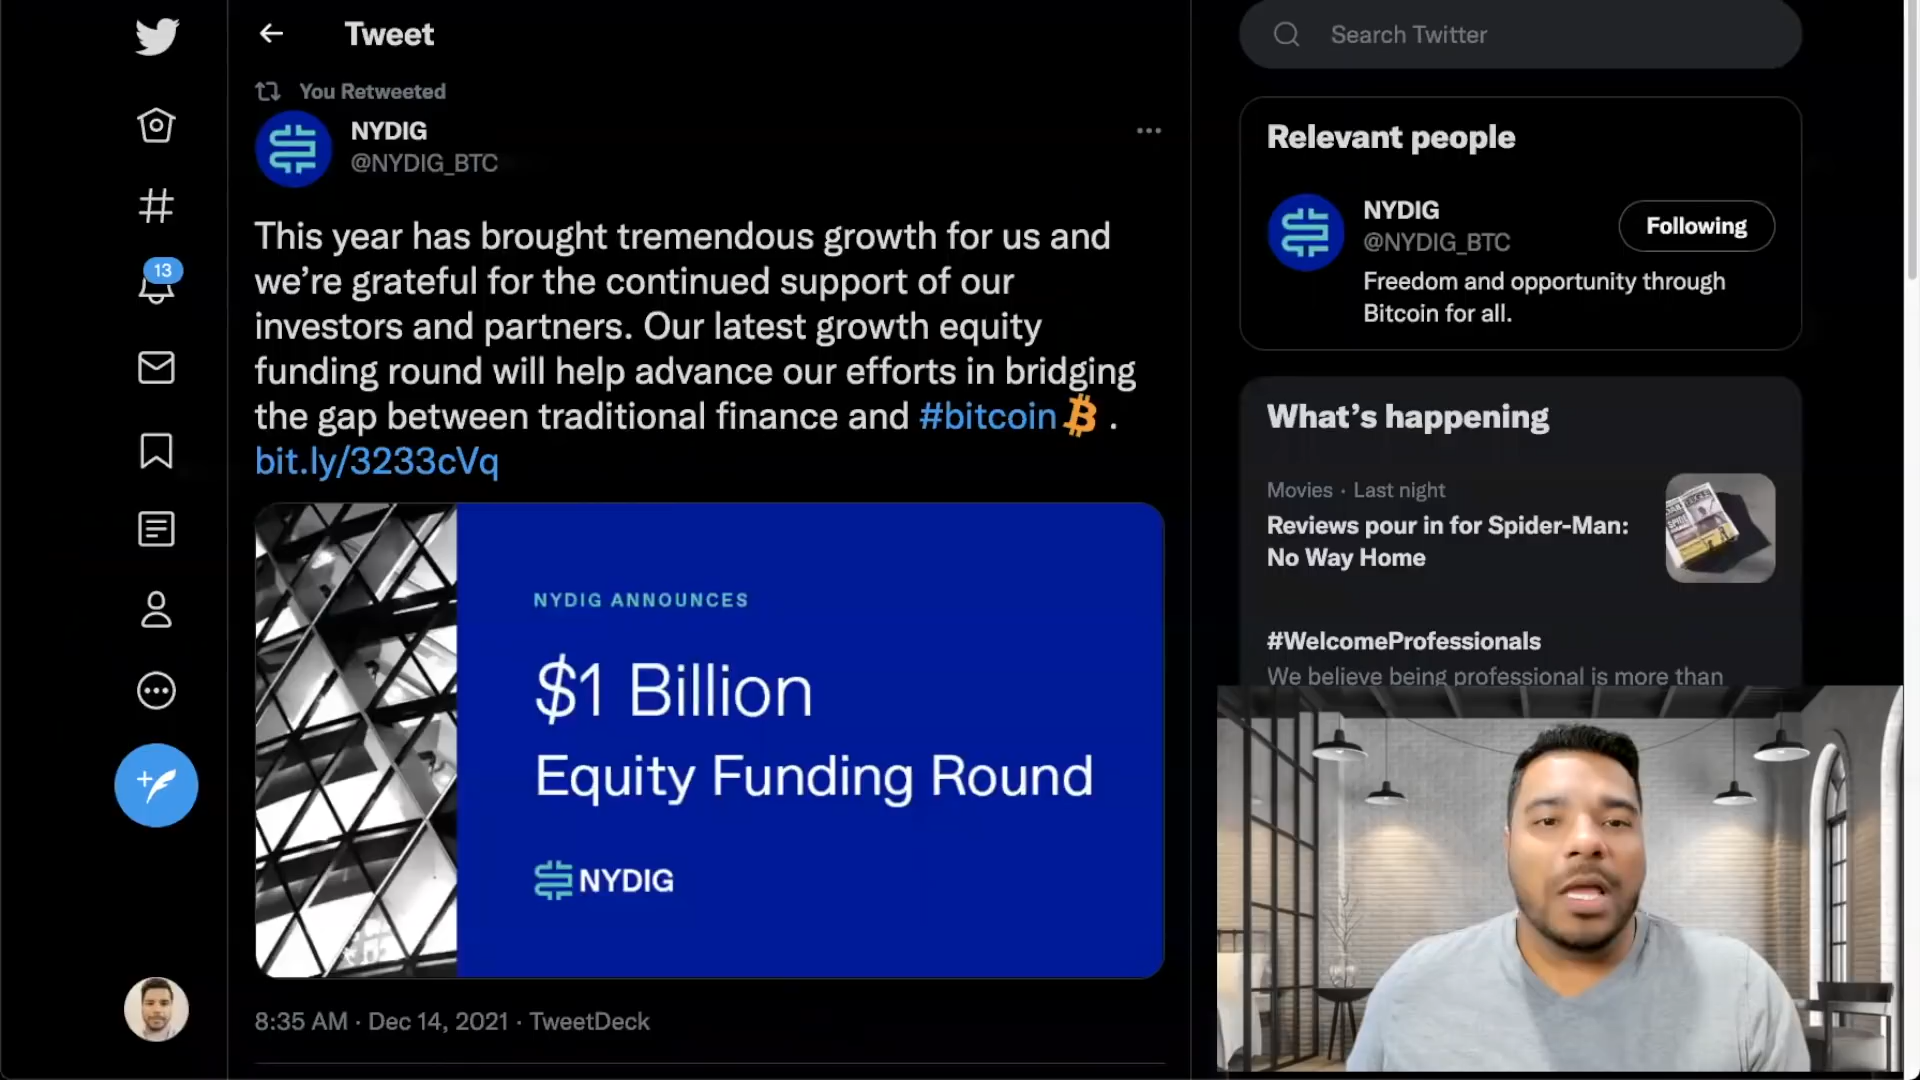 Tweet
You Retweeted
NYDIG
@NYDIG_BTC
This year has brought tremendous growth for us and
we’re grateful for the continued support of our
investors and partners. Our latest growth equity
funding round will help advance our efforts in bridging
the gap between traditional finance and #bitcoin .
bit.ly/3233cVq
NYDIG ANNOUNCES
$1 Billion
Equity Funding Round
NYDIG
8:35 AM · Dec 14, 2021 · TweetDeck
13
Search Twitter
Relevant people
NYDIG
@NYDIG_BTC
Following
Freedom and opportunity through
Bitcoin for all.
What’s happening
Movies · Last night
Reviews pour in for Spider-Man:
No Way Home
#WelcomeProfessionals
We believe being professional is more than